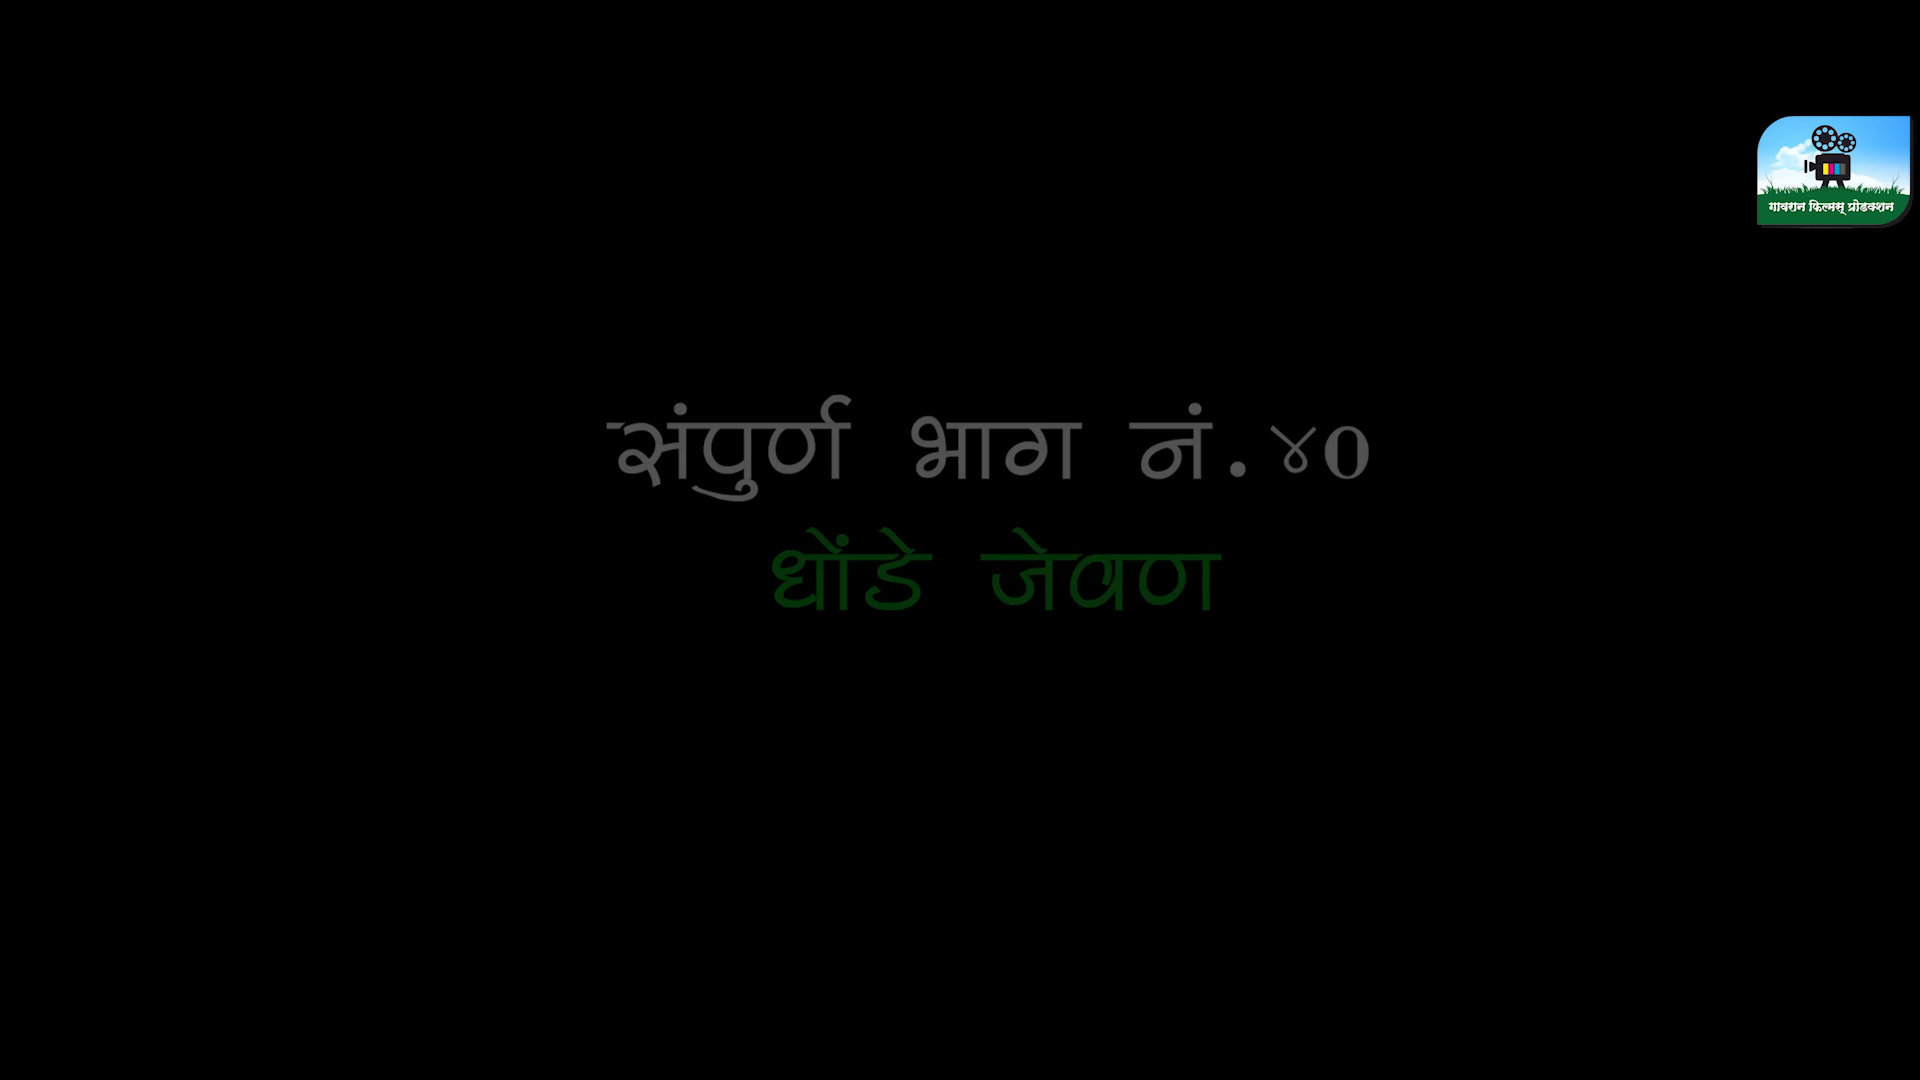 गावरान फिल्मस् प्रोडक्शन
संपुर्ण भाग नं.४०
धोंडे जेवण